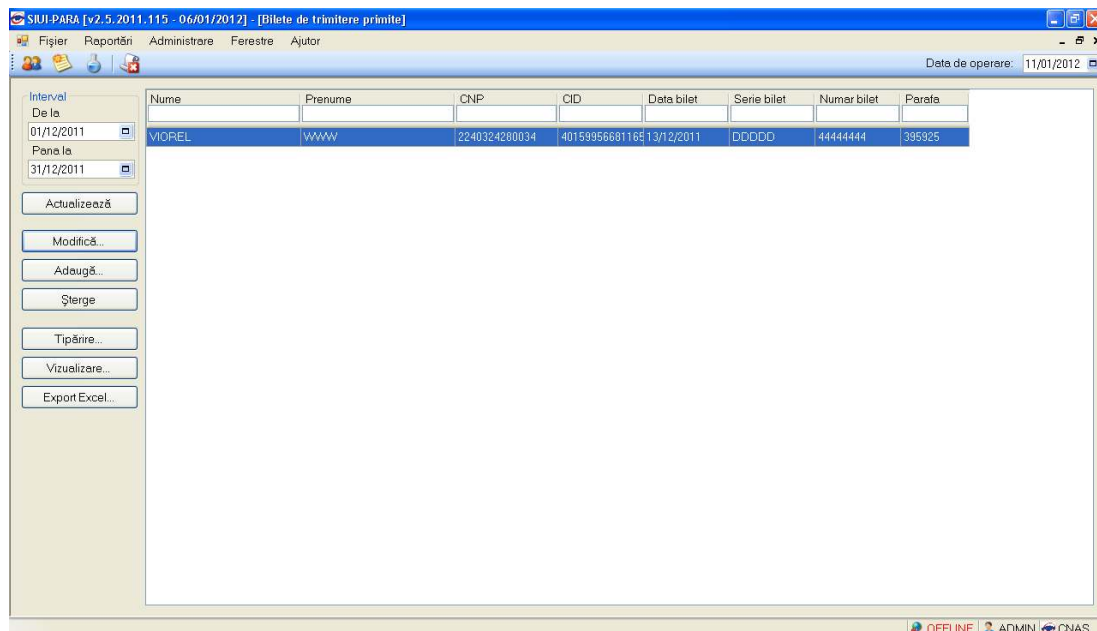 SIUI-PARA [v2.5.2011.115 - 06/01/2012] - [Bilete de trimitere primite]
Fișier Raportări Administrare Ferestre Ajutor
Data de operare: 11/01/2012
Interval
De la
01/12/2011
Pana la
31/12/2011
Actualizează
Modifică...
Adaugă...
Șterge
Tipărire...
Vizualizare...
Export Excel...
Nume Prenume CNP CID Data bilet Serie bilet Numar bilet Parafa
VIOREL WWW 2240324280034 40159956681165 13/12/2011 DDDDD 44444444 395925
OFFLINE ADMIN CNAS